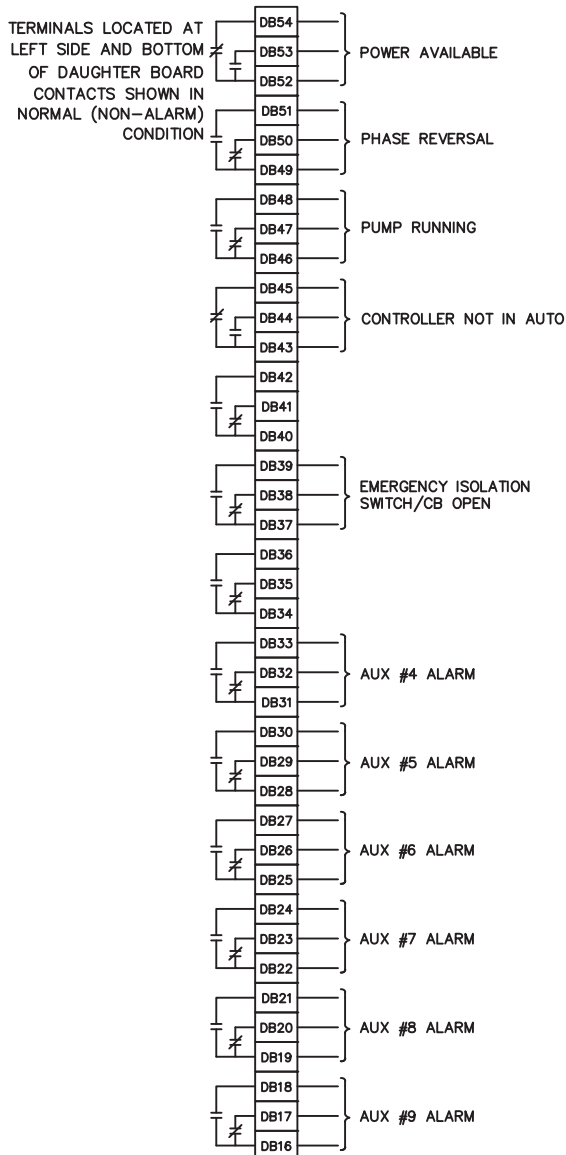 TERMINALS LOCATED AT
LEFT SIDE AND BOTTOM
OF DAUGHTER BOARD
CONTACTS SHOWN IN
NORMAL (NON-ALARM)
CONDITION
DB54
DB53
DB52
POWER AVAILABLE
DB51
DB50
DB49
PHASE REVERSAL
DB48
DB47
DB46
PUMP RUNNING
DB45
DB44
DB43
CONTROLLER NOT IN AUTO
DB42
DB41
DB40
DB39
DB38
DB37
EMERGENCY ISOLATION
SWITCH/CB OPEN
DB36
DB35
DB34
DB33
DB32
DB31
AUX #4 ALARM
DB30
DB29
DB28
AUX #5 ALARM
DB27
DB26
DB25
AUX #6 ALARM
DB24
DB23
DB22
AUX #7 ALARM
DB21
DB20
DB19
AUX #8 ALARM
DB18
DB17
DB16
AUX #9 ALARM